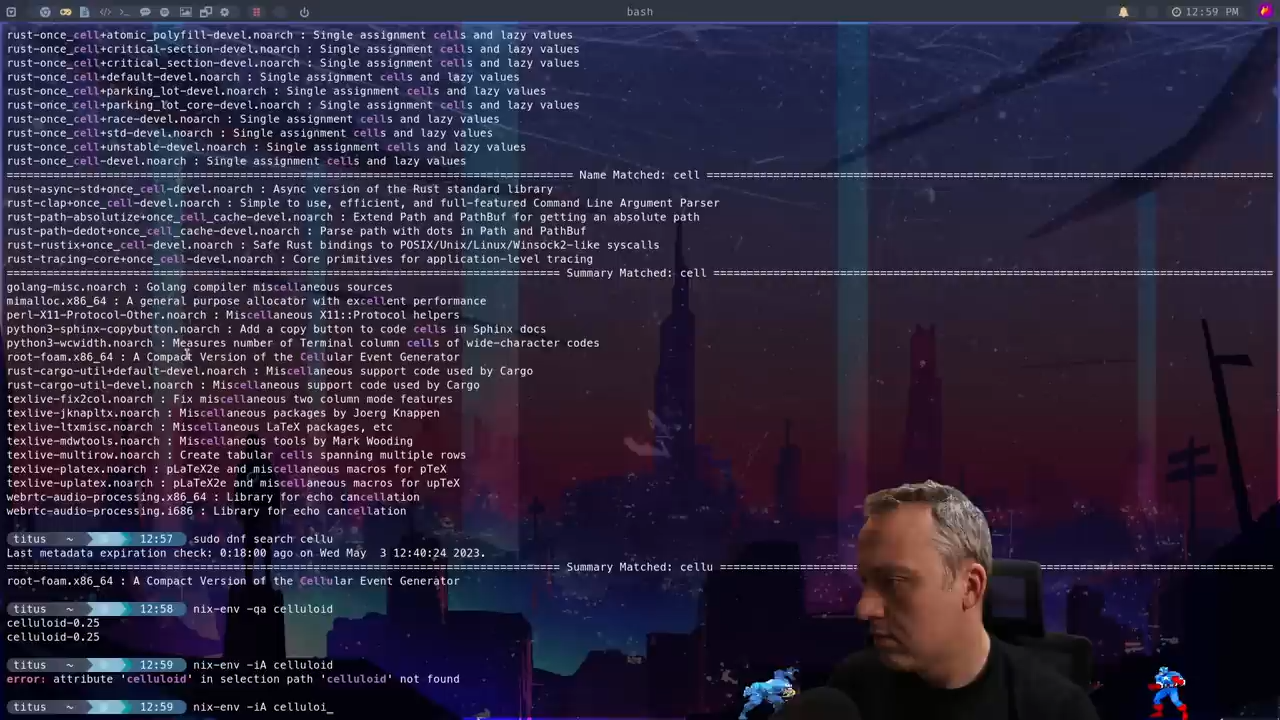 bash
12:59 PM
rust-once_cell+atomic_polyfill-devel.noarch : Single assignment cells and lazy values
rust-once_cell+critical-section-devel.noarch : Single assignment cells and lazy values
rust-once_cell+critical_section-devel.noarch : Single assignment cells and lazy values
rust-once_cell+default-devel.noarch : Single assignment cells and lazy values
rust-once_cell+parking_lot-devel.noarch : Single assignment cells and lazy values
rust-once_cell+parking_lot_core-devel.noarch : Single assignment cells and lazy values
rust-once_cell+race-devel.noarch : Single assignment cells and lazy values
rust-once_cell+std-devel.noarch : Single assignment cells and lazy values
rust-once_cell+unstable-devel.noarch : Single assignment cells and lazy values
rust-once_cell-devel.noarch : Single assignment cells and lazy values
Name Matched: cell
rust-async-std+once_cell-devel.noarch : Async version of the Rust standard library
rust-clap+once_cell-devel.noarch : Simple to use, efficient, and full-featured Command Line Argument Parser
rust-path-absolutize+once_cell_cache-devel.noarch : Extend Path and PathBuf for getting an absolute path
rust-path-dedot+once_cell_cache-devel.noarch : Parse path with dots in Path and PathBuf
rust-rustix+once_cell-devel.noarch : Safe Rust bindings to POSIX/Unix/Linux/Winsock2-like syscalls
rust-tracing-core+once_cell-devel.noarch : Core primitives for application-level tracing
Summary Matched: cell
golang-misc.noarch : Golang compiler miscellaneous sources
mimalloc.x86_64 : A general purpose allocator with excellent performance
perl-X11-Protocol-Other.noarch : Miscellaneous X11::Protocol helpers
python3-sphinx-copybutton.noarch : Add a copy button to code cells in Sphinx docs
python3-wcwidth.noarch : Measures number of Terminal column cells of wide-character codes
root-foam.x86_64 : A Compact Version of the Cellular Event Generator
rust-cargo-util+default-devel.noarch : Miscellaneous support code used by Cargo
rust-cargo-util-devel.noarch : Miscellaneous support code used by Cargo
texlive-fix2col.noarch : Fix miscellaneous two column mode features
texlive-jknapltx.noarch : Miscellaneous packages by Joerg Knappen
texlive-ltxmisc.noarch : Miscellaneous LaTeX packages, etc
texlive-mdwtools.noarch : Miscellaneous tools by Mark Wooding
texlive-multirow.noarch : Create tabular cells spanning multiple rows
texlive-platex.noarch : pLaTeX2e and miscellaneous macros for pTeX
texlive-uplatex.noarch : pLaTeX2e and miscellaneous macros for upTeX
webrtc-audio-processing.x86_64 : Library for echo cancellation
webrtc-audio-processing.i686 : Library for echo cancellation
titus ~ 12:57 sudo dnf search cellu
Last metadata expiration check: 0:18:00 ago on Wed May  3 12:40:24 2023.
Summary Matched: cellu
root-foam.x86_64 : A Compact Version of the Cellular Event Generator
titus ~ 12:58 nix-env -qa celluloid
celluloid-0.25
celluloid-0.25
titus ~ 12:59 nix-env -iA celluloid
error: attribute 'celluloid' in selection path 'celluloid' not found
titus ~ 12:59 nix-env -iA celluloi_